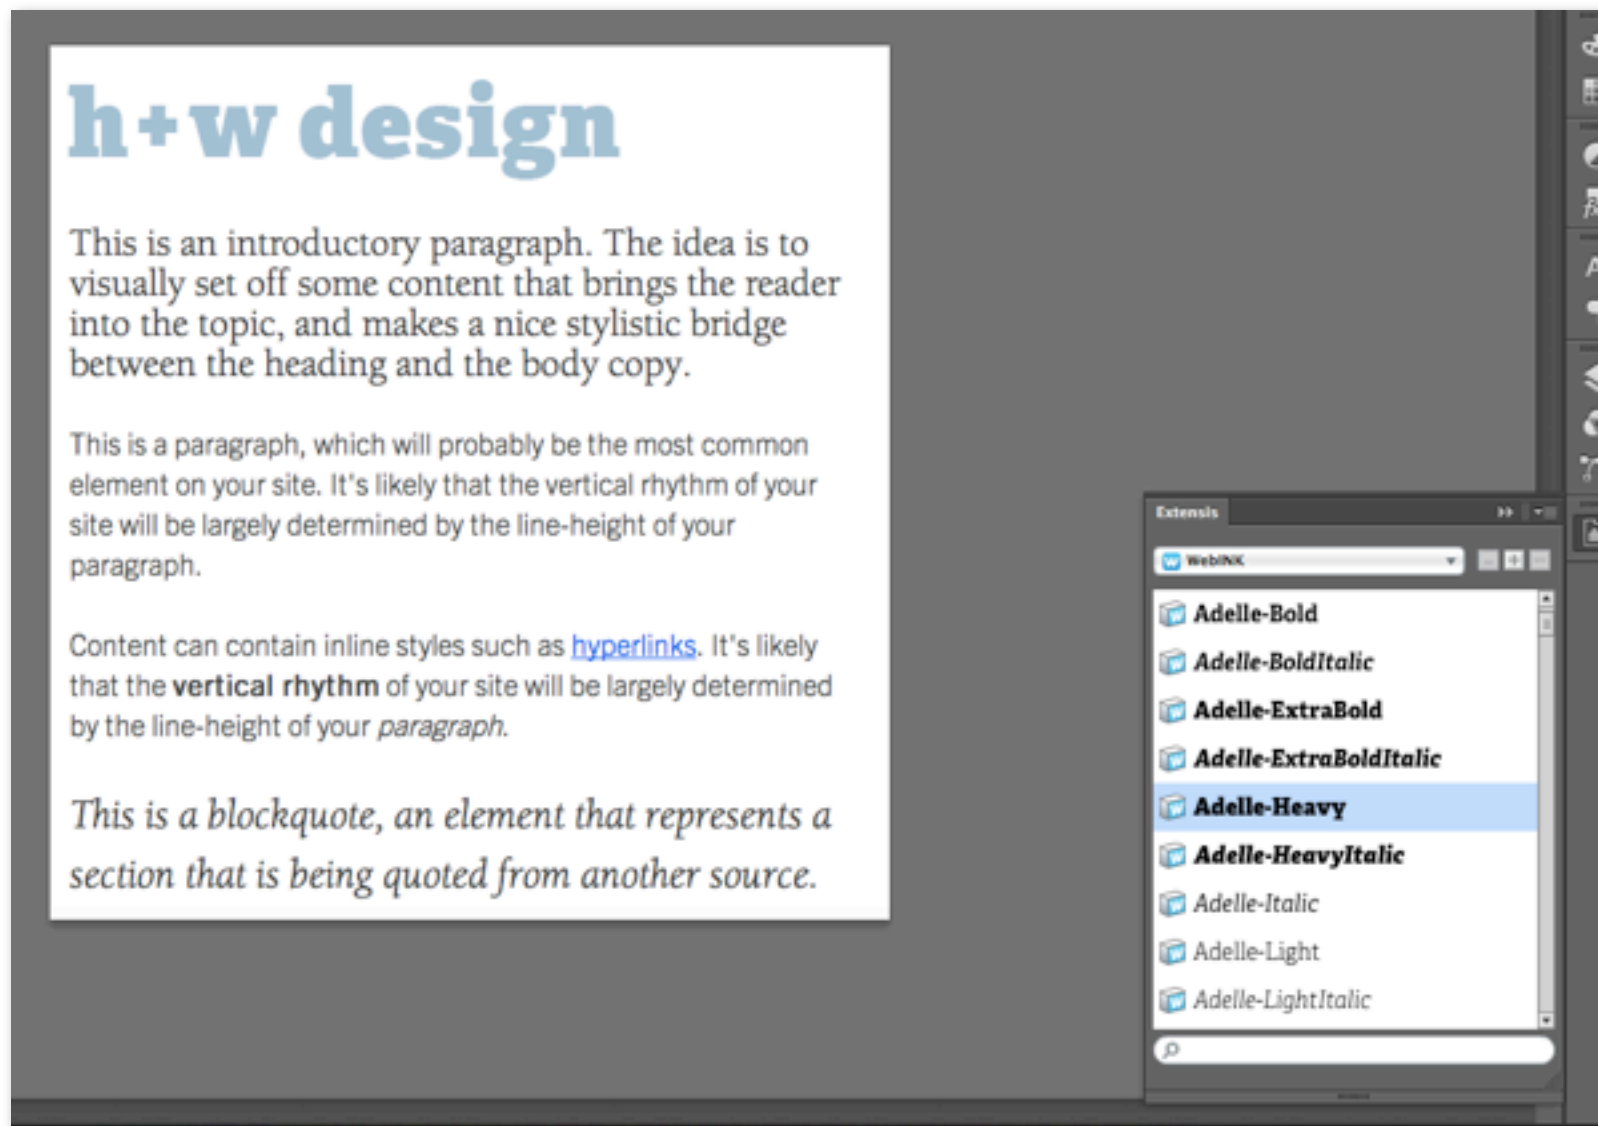 h+w design
This is an introductory paragraph. The idea is to
visually set off some content that brings the reader
into the topic, and makes a nice stylistic bridge
between the heading and the body copy.
This is a paragraph, which will probably be the most common
element on your site. It's likely that the vertical rhythm of your
site will be largely determined by the line-height of your
paragraph.
Content can contain inline styles such as hyperlinks. It's likely
that the vertical rhythm of your site will be largely determined
by the line-height of your paragraph.
This is a blockquote, an element that represents a
section that is being quoted from another source.
Extensis
WebINK
Adelle-Bold
Adelle-BoldItalic
Adelle-ExtraBold
Adelle-ExtraBoldItalic
Adelle-Heavy
Adelle-HeavyItalic
Adelle-Italic
Adelle-Light
Adelle-LightItalic